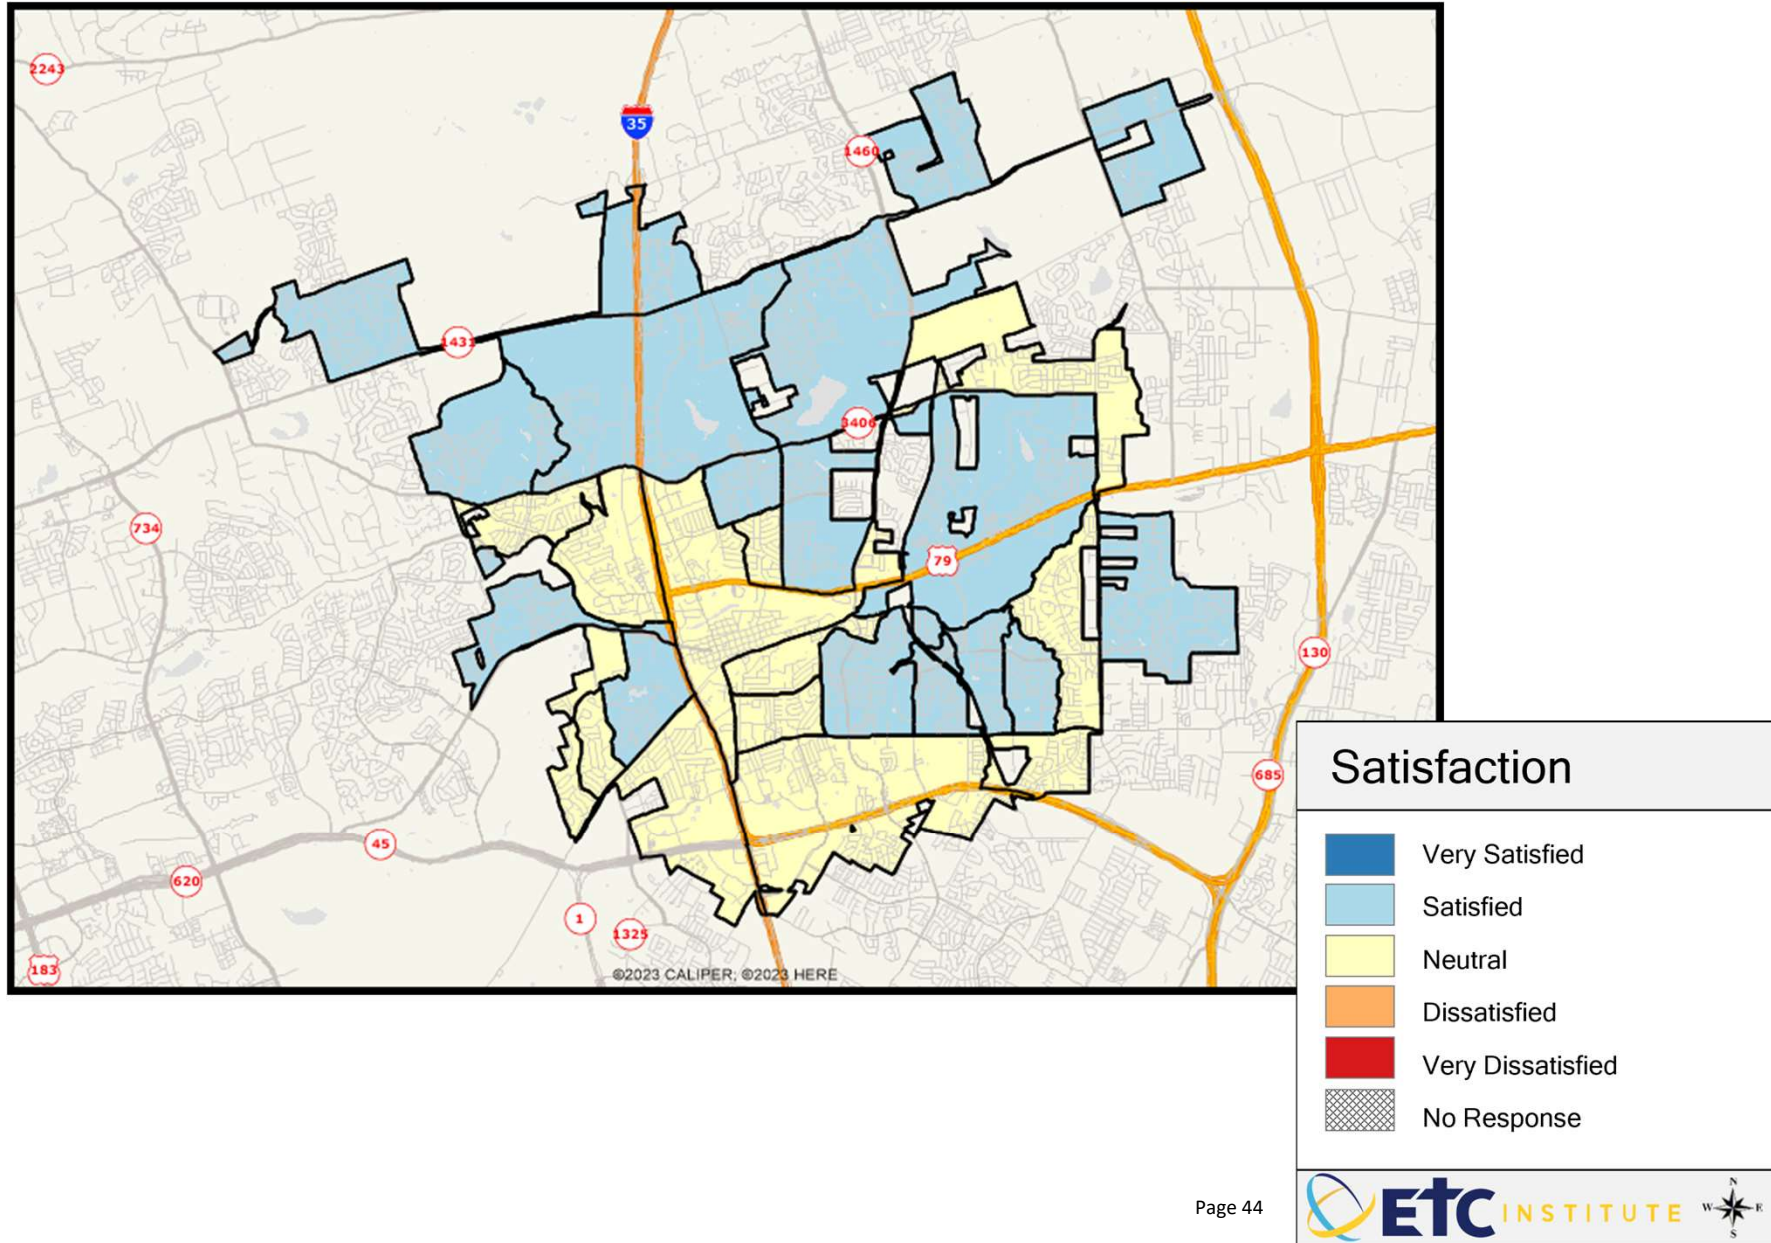 2243
35
1460
1431
3406
734
79
130
685
45
620
1
1325
183
©2023 CALIPER; ©2023 HERE
Satisfaction
Very Satisfied
Satisfied
Neutral
Dissatisfied
Very Dissatisfied
No Response
Page 44
ETC INSTITUTE
N
W E
S